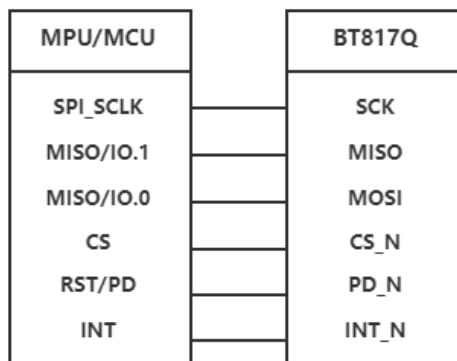 MPU/MCU BT817Q
SPI_SCLK SCK
MISO/IO.1 MISO
MISO/IO.0 MOSI
CS CS_N
RST/PD PD_N
INT INT_N